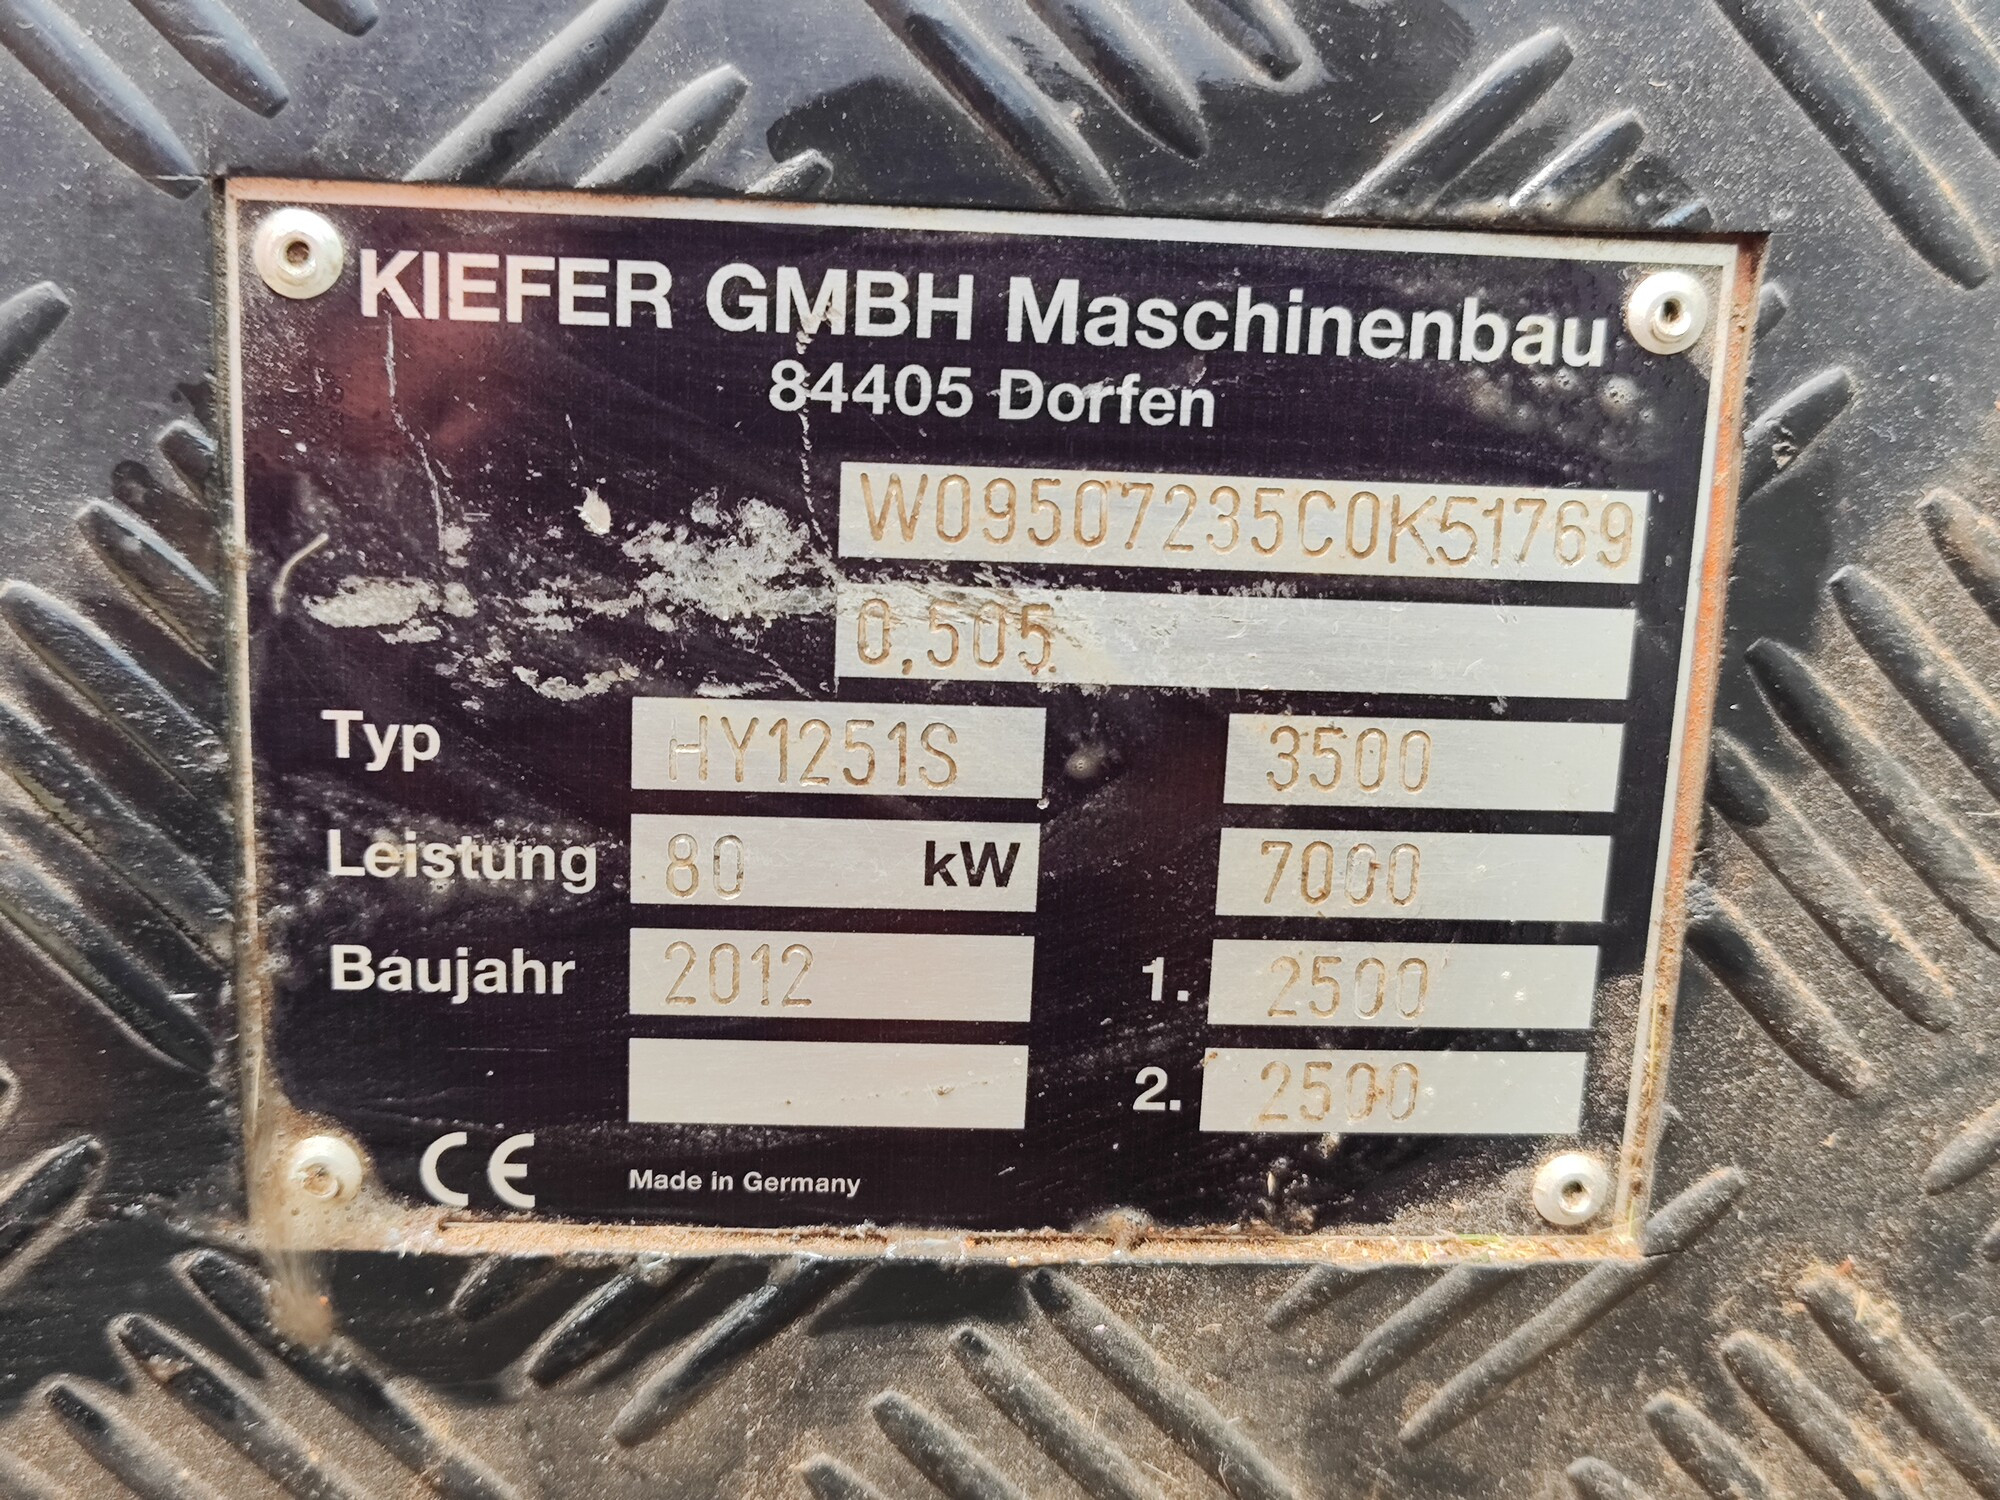 KIEFER GMBH Maschinenbau
84405 Dorfen
W09507235C0K51769
0,505
Typ HY1251S 3500
Leistung 80 kW 7000
Baujahr 2012 1. 2500
2. 2500
CE Made in Germany